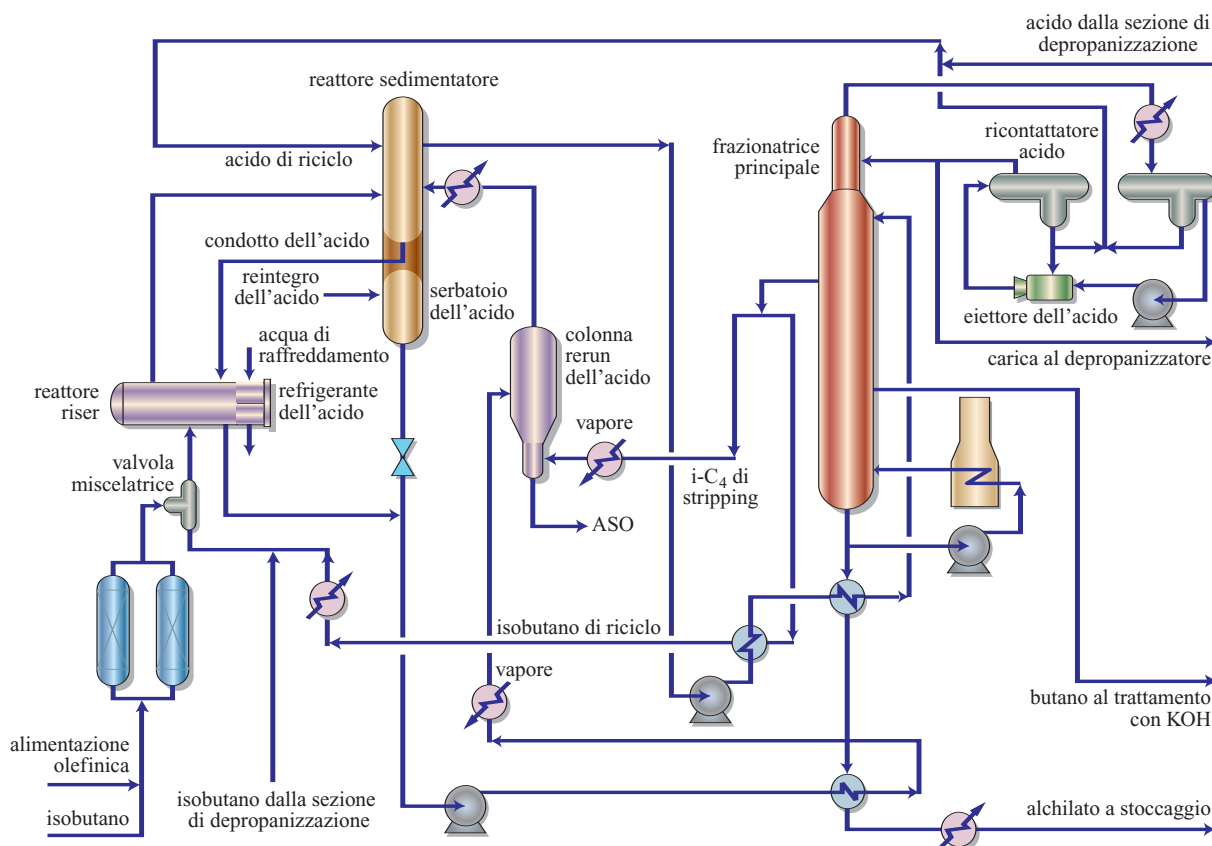 acido dalla sezione di
depropanizzazione
reattore sedimentatore
ricontattatore
acido
frazionatrice
principale
acido di riciclo
condotto dell'acido
reintegro
dell'acido
serbatoio
dell'acido
eiettore dell'acido
acqua di
raffreddamento
colonna
rerun
dell'acido
carica al depropanizzatore
reattore
riser
refrigerante
dell'acido
vapore
valvola
miscelatrice
i-C4 di
stripping
ASO
isobutano di riciclo
vapore
butano al trattamento
con KOH
alimentazione
olefinica
isobutano
isobutano dalla sezione
di depropanizzazione
alchilato a stoccaggio